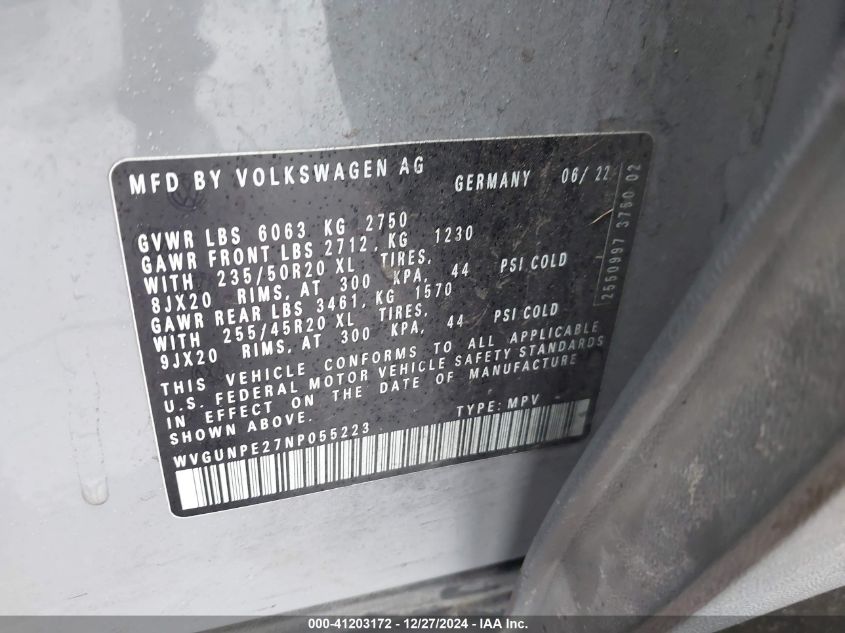 MFD BY VOLKSWAGEN AG GERMANY 06/22
GVWR LBS 6063 KG 2750
GAWR FRONT LBS 2712, KG 1230
WITH 235/50R20 XL TIRES,
8JX20 RIMS, AT 300 KPA, 44 PSI COLD
GAWR REAR LBS 3461, KG 1570
WITH 255/45R20 XL TIRES,
9JX20 RIMS, AT 300 KPA, 44 PSI COLD
THIS VEHICLE CONFORMS TO ALL APPLICABLE
U.S. FEDERAL MOTOR VEHICLE SAFETY STANDARDS
IN EFFECT ON THE DATE OF MANUFACTURE
SHOWN ABOVE.
TYPE: MPV
WVGUNPE27NP055223
2550997 3760 02
000-41203172 - 12/27/2024 - IAA Inc.